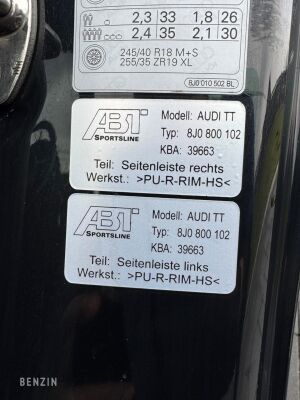 2,3 33 1,8 26
2,4 35 2,1 30
245/40 R18 M+S
255/35 ZR19 XL
8J0 010 502 BL
ABT
SPORTSLINE
Modell: AUDI TT
Typ: 8J0 800 102
KBA: 39663
Teil: Seitenleiste rechts
Werkst.: >PU-R-RIM-HS<
ABT
SPORTSLINE
Modell: AUDI TT
Typ: 8J0 800 102
KBA: 39663
Teil: Seitenleiste links
Werkst.: >PU-R-RIM-HS<
BENZIN